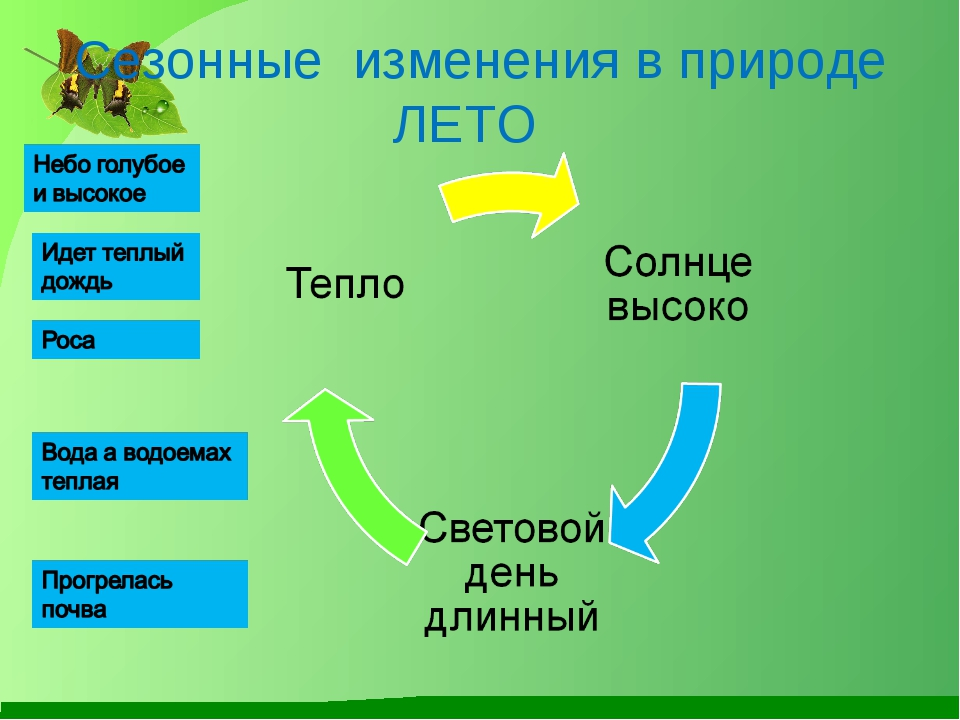 Сезонные изменения в природе
ЛЕТО
Небо голубое
и высокое
Идет теплый
дождь
Роса
Вода а водоемах
теплая
Прогрелась
почва
Тепло
Солнце
высоко
Световой
день
длинный